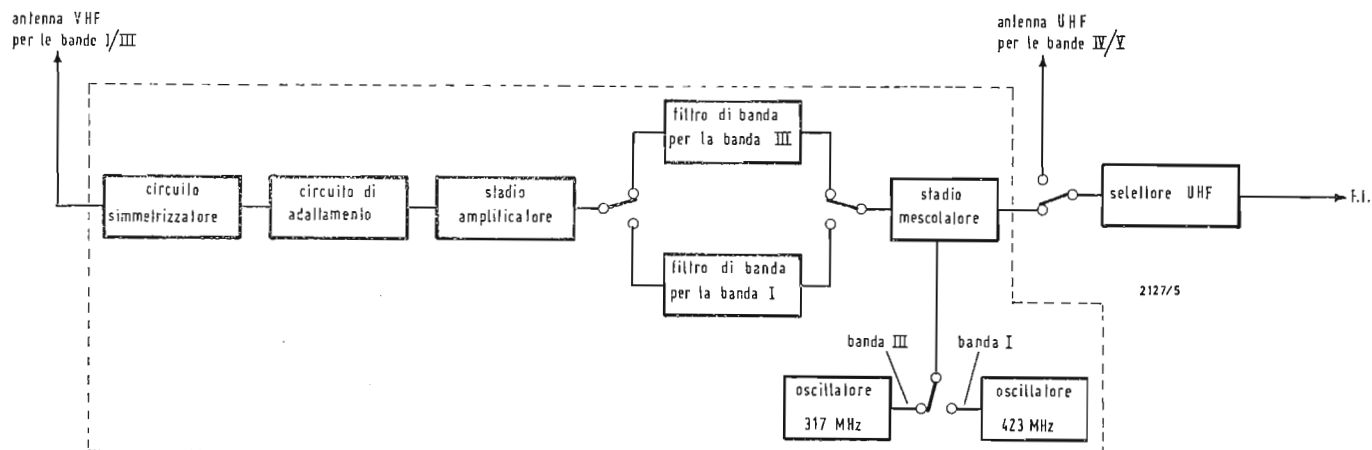 antenna VHF
per le bande I/III
antenna UHF
per le bande IV/V
filtro di banda
per la banda III
circuito
simmetrizzatore
circuito di
adattamento
stadio
amplificatore
stadio
mescolatore
selettore UHF
F.I.
filtro di banda
per la banda I
2127/5
banda III
banda I
oscillatore
317 MHz
oscillatore
423 MHz